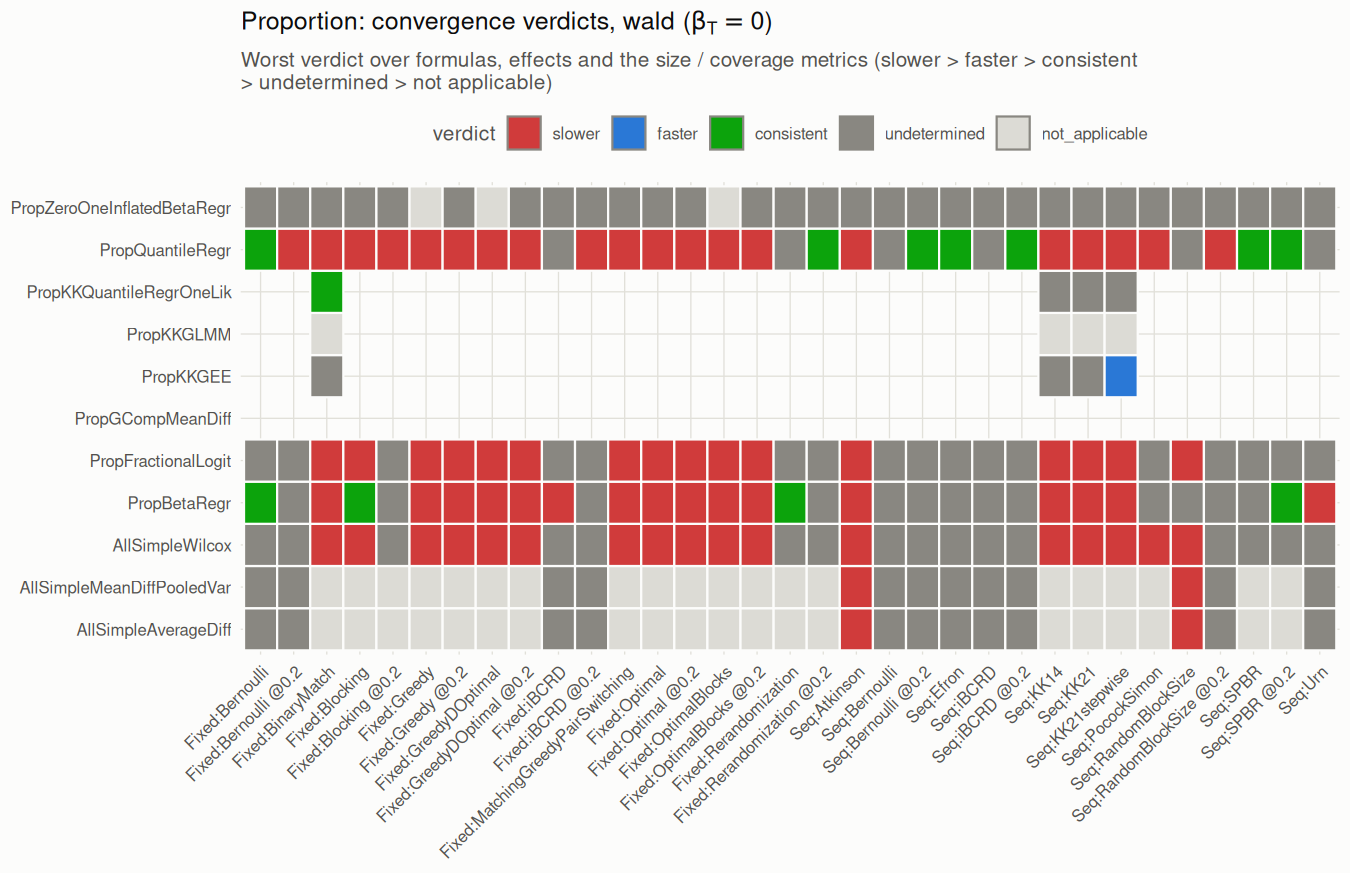 Proportion: convergence verdicts, wald (βT = 0)
Worst verdict over formulas, effects and the size / coverage metrics (slower > faster > consistent
> undetermined > not applicable)
verdict slower faster consistent undetermined not_applicable
PropZeroOneInflatedBetaRegr
PropQuantileRegr
PropKKQuantileRegrOneLik
PropKKGLMM
PropKKGEE
PropGCompMeanDiff
PropFractionalLogit
PropBetaRegr
AllSimpleWilcox
AllSimpleMeanDiffPooledVar
AllSimpleAverageDiff
Fixed:Bernoulli
Fixed:Bernoulli @0.2
Fixed:BinaryMatch
Fixed:Blocking
Fixed:Blocking @0.2
Fixed:Greedy
Fixed:Greedy @0.2
Fixed:GreedyDOptimal
Fixed:GreedyDOptimal @0.2
Fixed:iBCRD
Fixed:iBCRD @0.2
Fixed:MatchingGreedyPairSwitching
Fixed:Optimal
Fixed:Optimal @0.2
Fixed:OptimalBlocks
Fixed:OptimalBlocks @0.2
Fixed:Rerandomization
Fixed:Rerandomization @0.2
Seq:Atkinson
Seq:Bernoulli
Seq:Bernoulli @0.2
Seq:Efron
Seq:iBCRD
Seq:iBCRD @0.2
Seq:KK14
Seq:KK21
Seq:KK21stepwise
Seq:PocockSimon
Seq:RandomBlockSize
Seq:RandomBlockSize @0.2
Seq:SPBR
Seq:SPBR @0.2
Seq:Urn